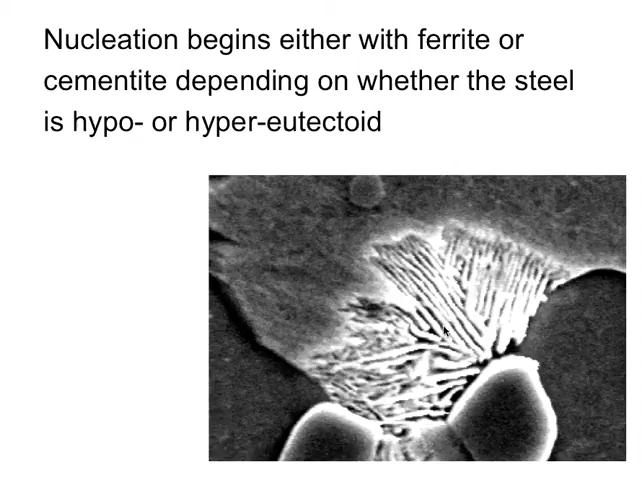 Nucleation begins either with ferrite or
cementite depending on whether the steel
is hypo- or hyper-eutectoid